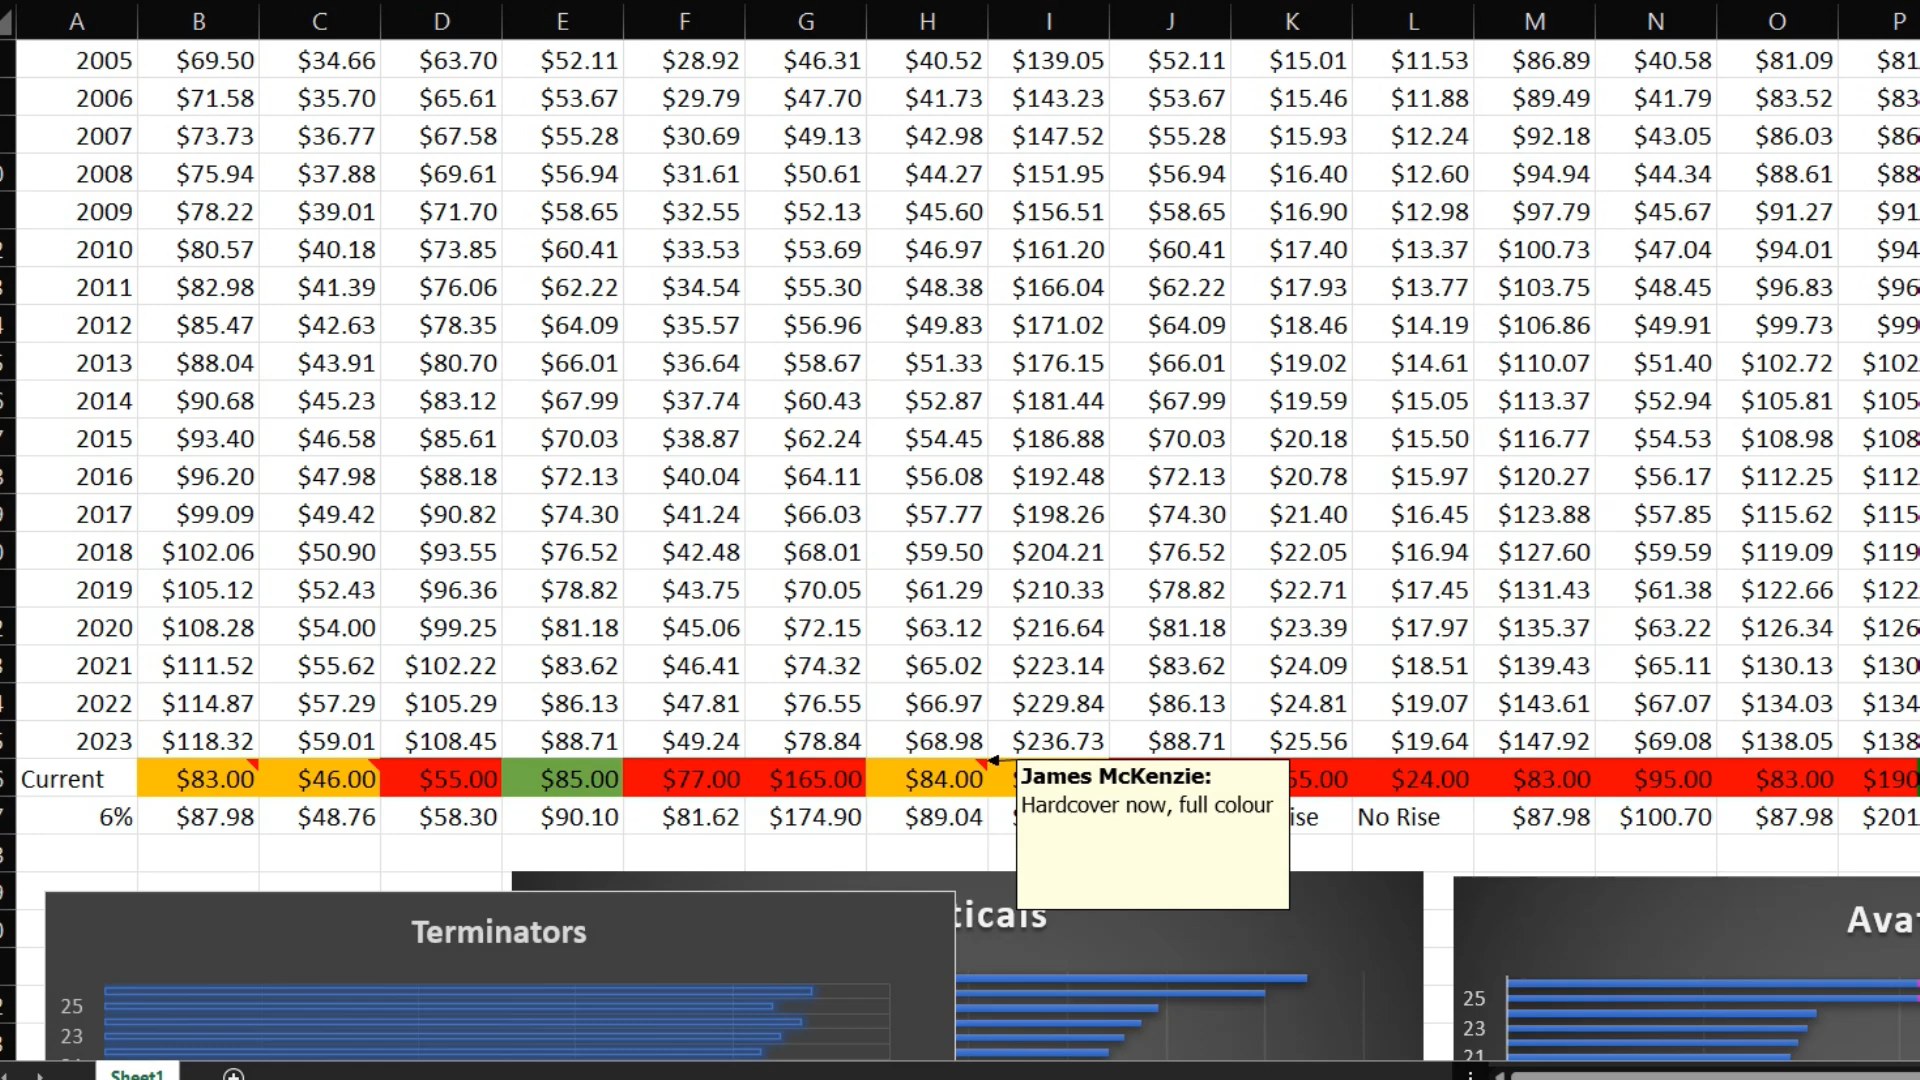 A B C D E F G H I J K L M N O P
2005 $69.50 $34.66 $63.70 $52.11 $28.92 $46.31 $40.52 $139.05 $52.11 $15.01 $11.53 $86.89 $40.58 $81.09 $81
2006 $71.58 $35.70 $65.61 $53.67 $29.79 $47.70 $41.73 $143.23 $53.67 $15.46 $11.88 $89.49 $41.79 $83.52 $83
2007 $73.73 $36.77 $67.58 $55.28 $30.69 $49.13 $42.98 $147.52 $55.28 $15.93 $12.24 $92.18 $43.05 $86.03 $86
2008 $75.94 $37.88 $69.61 $56.94 $31.61 $50.61 $44.27 $151.95 $56.94 $16.40 $12.60 $94.94 $44.34 $88.61 $88
2009 $78.22 $39.01 $71.70 $58.65 $32.55 $52.13 $45.60 $156.51 $58.65 $16.90 $12.98 $97.79 $45.67 $91.27 $91
2010 $80.57 $40.18 $73.85 $60.41 $33.53 $53.69 $46.97 $161.20 $60.41 $17.40 $13.37 $100.73 $47.04 $94.01 $94
2011 $82.98 $41.39 $76.06 $62.22 $34.54 $55.30 $48.38 $166.04 $62.22 $17.93 $13.77 $103.75 $48.45 $96.83 $96
2012 $85.47 $42.63 $78.35 $64.09 $35.57 $56.96 $49.83 $171.02 $64.09 $18.46 $14.19 $106.86 $49.91 $99.73 $99
2013 $88.04 $43.91 $80.70 $66.01 $36.64 $58.67 $51.33 $176.15 $66.01 $19.02 $14.61 $110.07 $51.40 $102.72 $102
2014 $90.68 $45.23 $83.12 $67.99 $37.74 $60.43 $52.87 $181.44 $67.99 $19.59 $15.05 $113.37 $52.94 $105.81 $105
2015 $93.40 $46.58 $85.61 $70.03 $38.87 $62.24 $54.45 $186.88 $70.03 $20.18 $15.50 $116.77 $54.53 $108.98 $108
2016 $96.20 $47.98 $88.18 $72.13 $40.04 $64.11 $56.08 $192.48 $72.13 $20.78 $15.97 $120.27 $56.17 $112.25 $112
2017 $99.09 $49.42 $90.82 $74.30 $41.24 $66.03 $57.77 $198.26 $74.30 $21.40 $16.45 $123.88 $57.85 $115.62 $115
2018 $102.06 $50.90 $93.55 $76.52 $42.48 $68.01 $59.50 $204.21 $76.52 $22.05 $16.94 $127.60 $59.59 $119.09 $119
2019 $105.12 $52.43 $96.36 $78.82 $43.75 $70.05 $61.29 $210.33 $78.82 $22.71 $17.45 $131.43 $61.38 $122.66 $122
2020 $108.28 $54.00 $99.25 $81.18 $45.06 $72.15 $63.12 $216.64 $81.18 $23.39 $17.97 $135.37 $63.22 $126.34 $126
2021 $111.52 $55.62 $102.22 $83.62 $46.41 $74.32 $65.02 $223.14 $83.62 $24.09 $18.51 $139.43 $65.11 $130.13 $130
2022 $114.87 $57.29 $105.29 $86.13 $47.81 $76.55 $66.97 $229.84 $86.13 $24.81 $19.07 $143.61 $67.07 $134.03 $134
2023 $118.32 $59.01 $108.45 $88.71 $49.24 $78.84 $68.98 $236.73 $88.71 $25.56 $19.64 $147.92 $69.08 $138.05 $138
Current $83.00 $46.00 $55.00 $85.00 $77.00 $165.00 $84.00 5.00 $24.00 $83.00 $95.00 $83.00 $190
James McKenzie:
Hardcover now, full colour
6% $87.98 $48.76 $58.30 $90.10 $81.62 $174.90 $89.04 ise No Rise $87.98 $100.70 $87.98 $201
Terminators
ticals
Ava
25
23
25
23
21
Sheet1